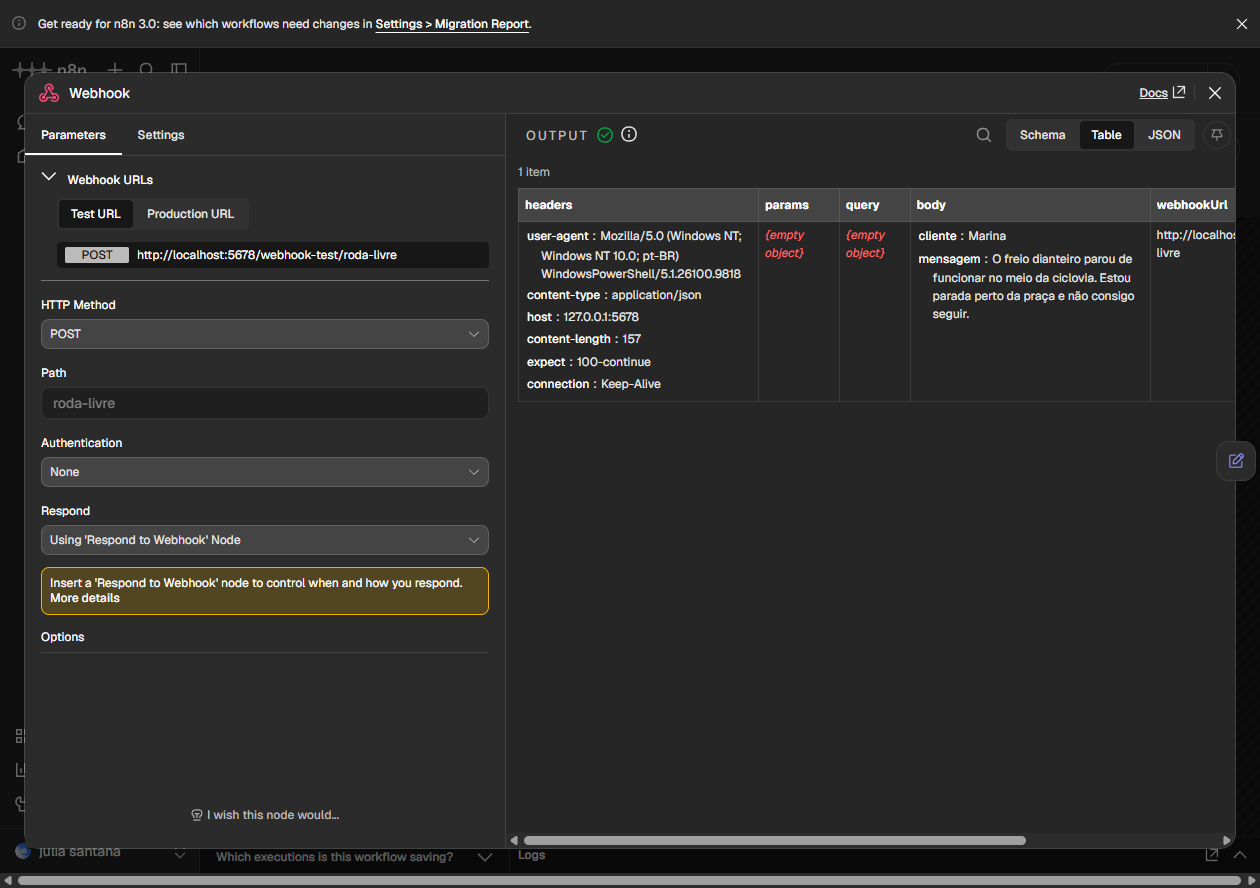 Get ready for n8n 3.0: see which workflows need changes in Settings > Migration Report.
n8n
Webhook
Docs
Parameters
Settings
Webhook URLs
Test URL
Production URL
POST
http://localhost:5678/webhook-test/roda-livre
HTTP Method
POST
Path
roda-livre
Authentication
None
Respond
Using 'Respond to Webhook' Node
Insert a 'Respond to Webhook' node to control when and how you respond.
More details
Options
I wish this node would...
OUTPUT
Schema
Table
JSON
1 item
headers
params
query
body
webhookUrl
user-agent : Mozilla/5.0 (Windows NT;
Windows NT 10.0; pt-BR)
WindowsPowerShell/5.1.26100.9818
content-type : application/json
host : 127.0.0.1:5678
content-length : 157
expect : 100-continue
connection : Keep-Alive
{empty
object}
{empty
object}
cliente : Marina
mensagem : O freio dianteiro parou de
funcionar no meio da ciclovia. Estou
parada perto da praça e não consigo
seguir.
http://localhos
livre
julia santana
Which executions is this workflow saving?
Logs